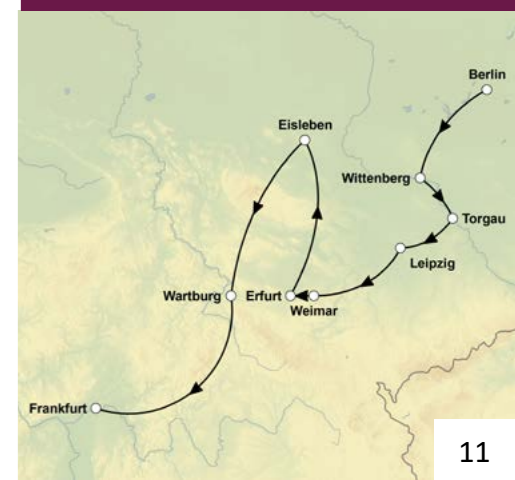 Berlin
Eisleben
Wittenberg
Torgau
Leipzig
Wartburg
Erfurt
Weimar
Frankfurt
11